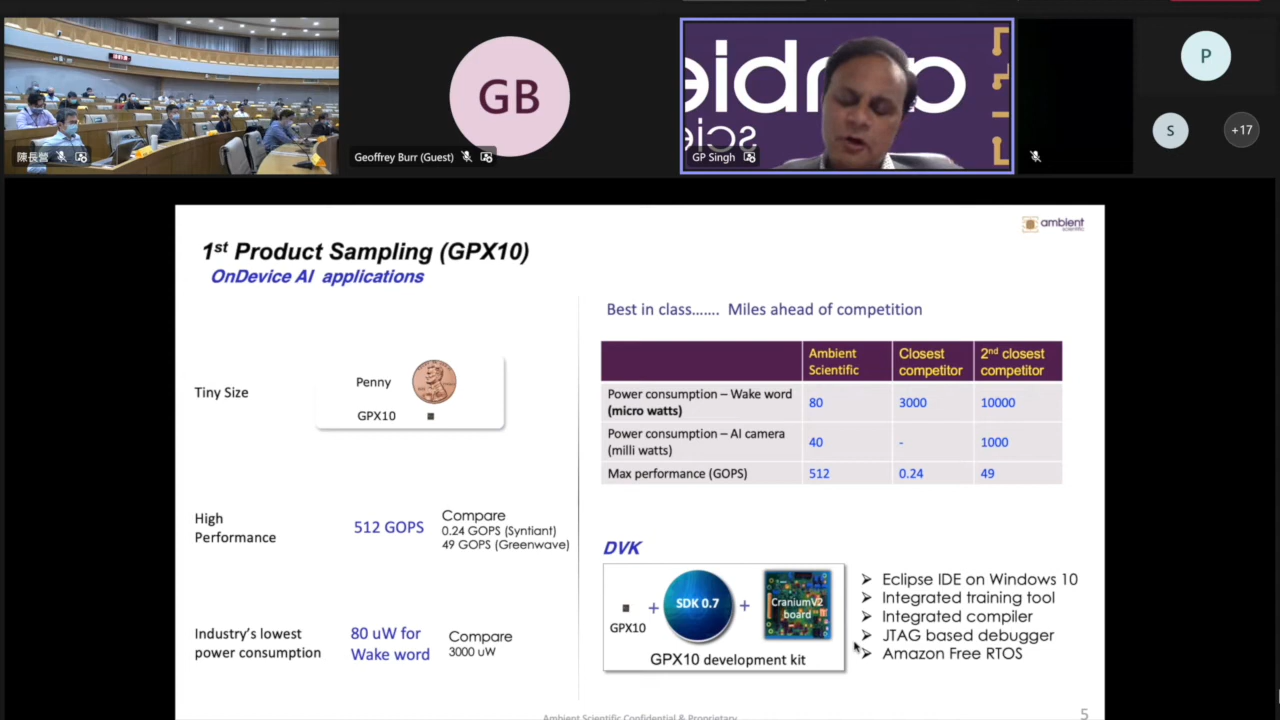 GB
陳長營
Geoffrey Burr (Guest)
GP Singh
P
S
+17
ambient
scientific
1st Product Sampling (GPX10)
OnDevice AI applications
Tiny Size
Penny
GPX10
High
Performance
512 GOPS
Compare
0.24 GOPS (Syntiant)
49 GOPS (Greenwave)
Industry's lowest
power consumption
80 uW for
Wake word
Compare
3000 uW
Best in class....... Miles ahead of competition
Ambient Scientific
Closest competitor
2nd closest competitor
Power consumption – Wake word (micro watts)
80
3000
10000
Power consumption – AI camera (milli watts)
40
-
1000
Max performance (GOPS)
512
0.24
49
DVK
GPX10
+
SDK 0.7
+
CraniumV2
board
GPX10 development kit
Eclipse IDE on Windows 10
Integrated training tool
Integrated compiler
JTAG based debugger
Amazon Free RTOS
Ambient Scientific Confidential & Proprietary
5